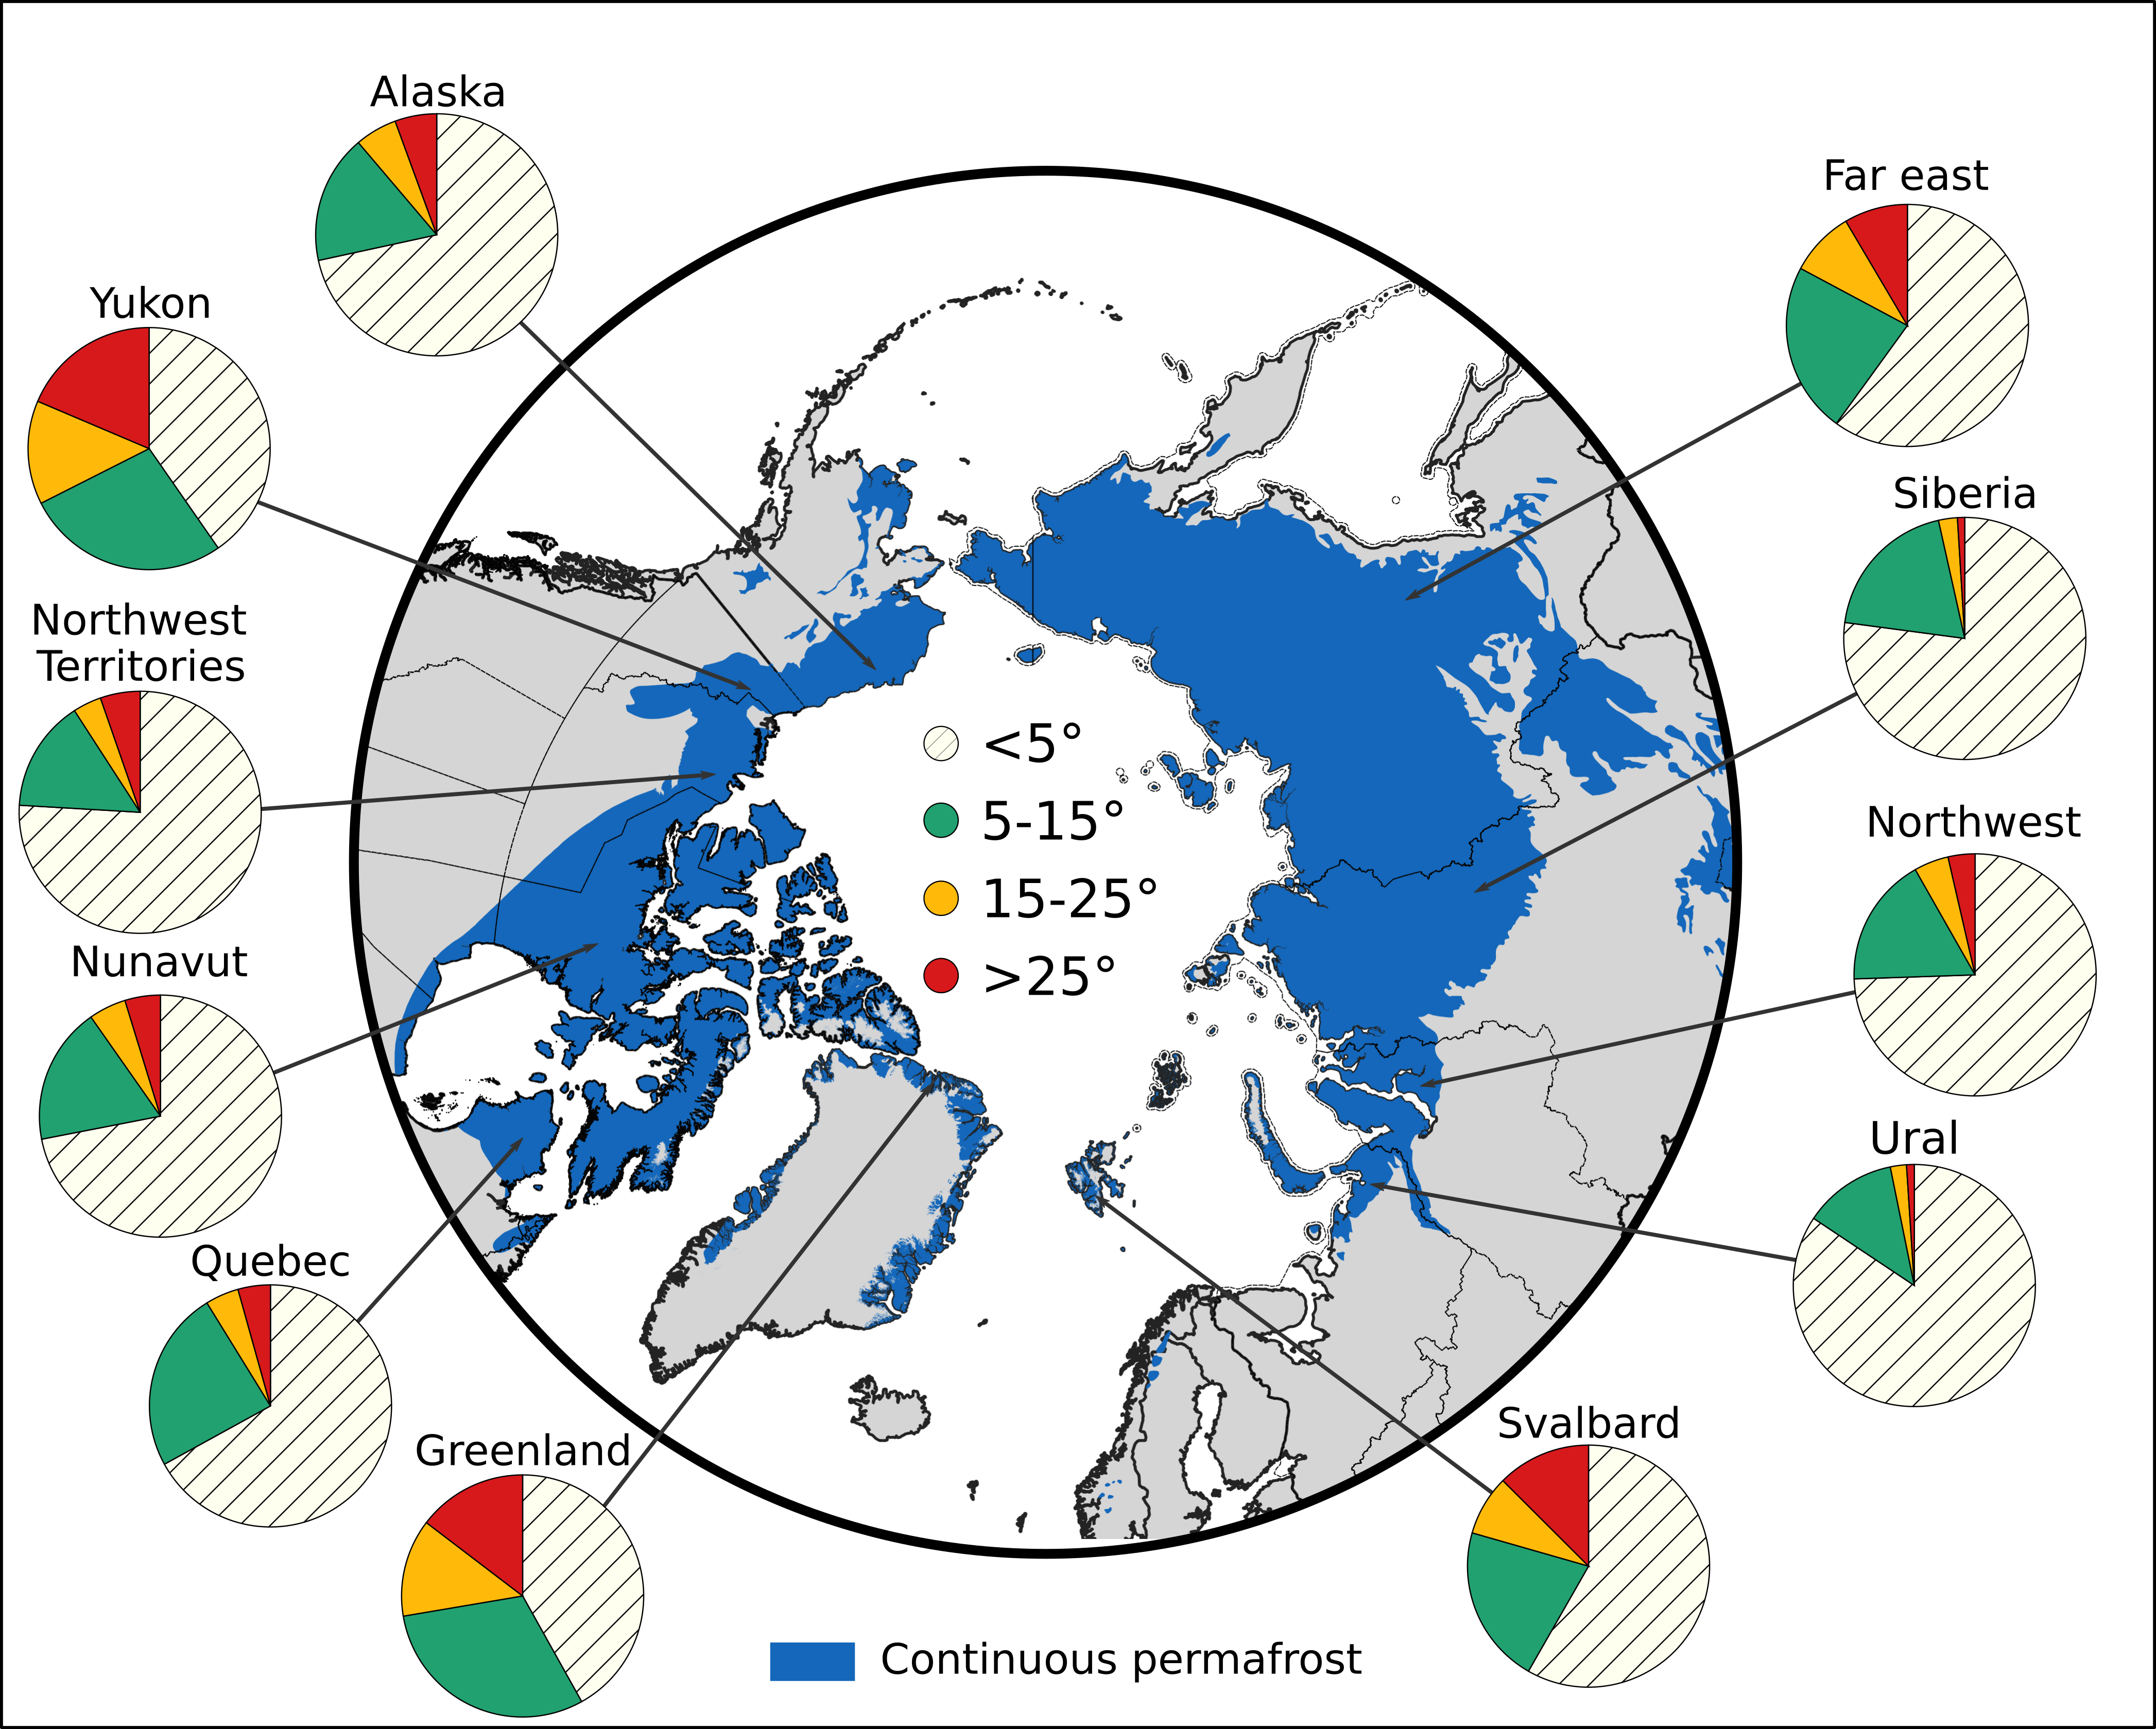 Alaska
Far east
Yukon
Siberia
Northwest
Territories
<5°
5-15°
15-25°
>25°
Northwest
Nunavut
Ural
Quebec
Greenland
Svalbard
Continuous permafrost